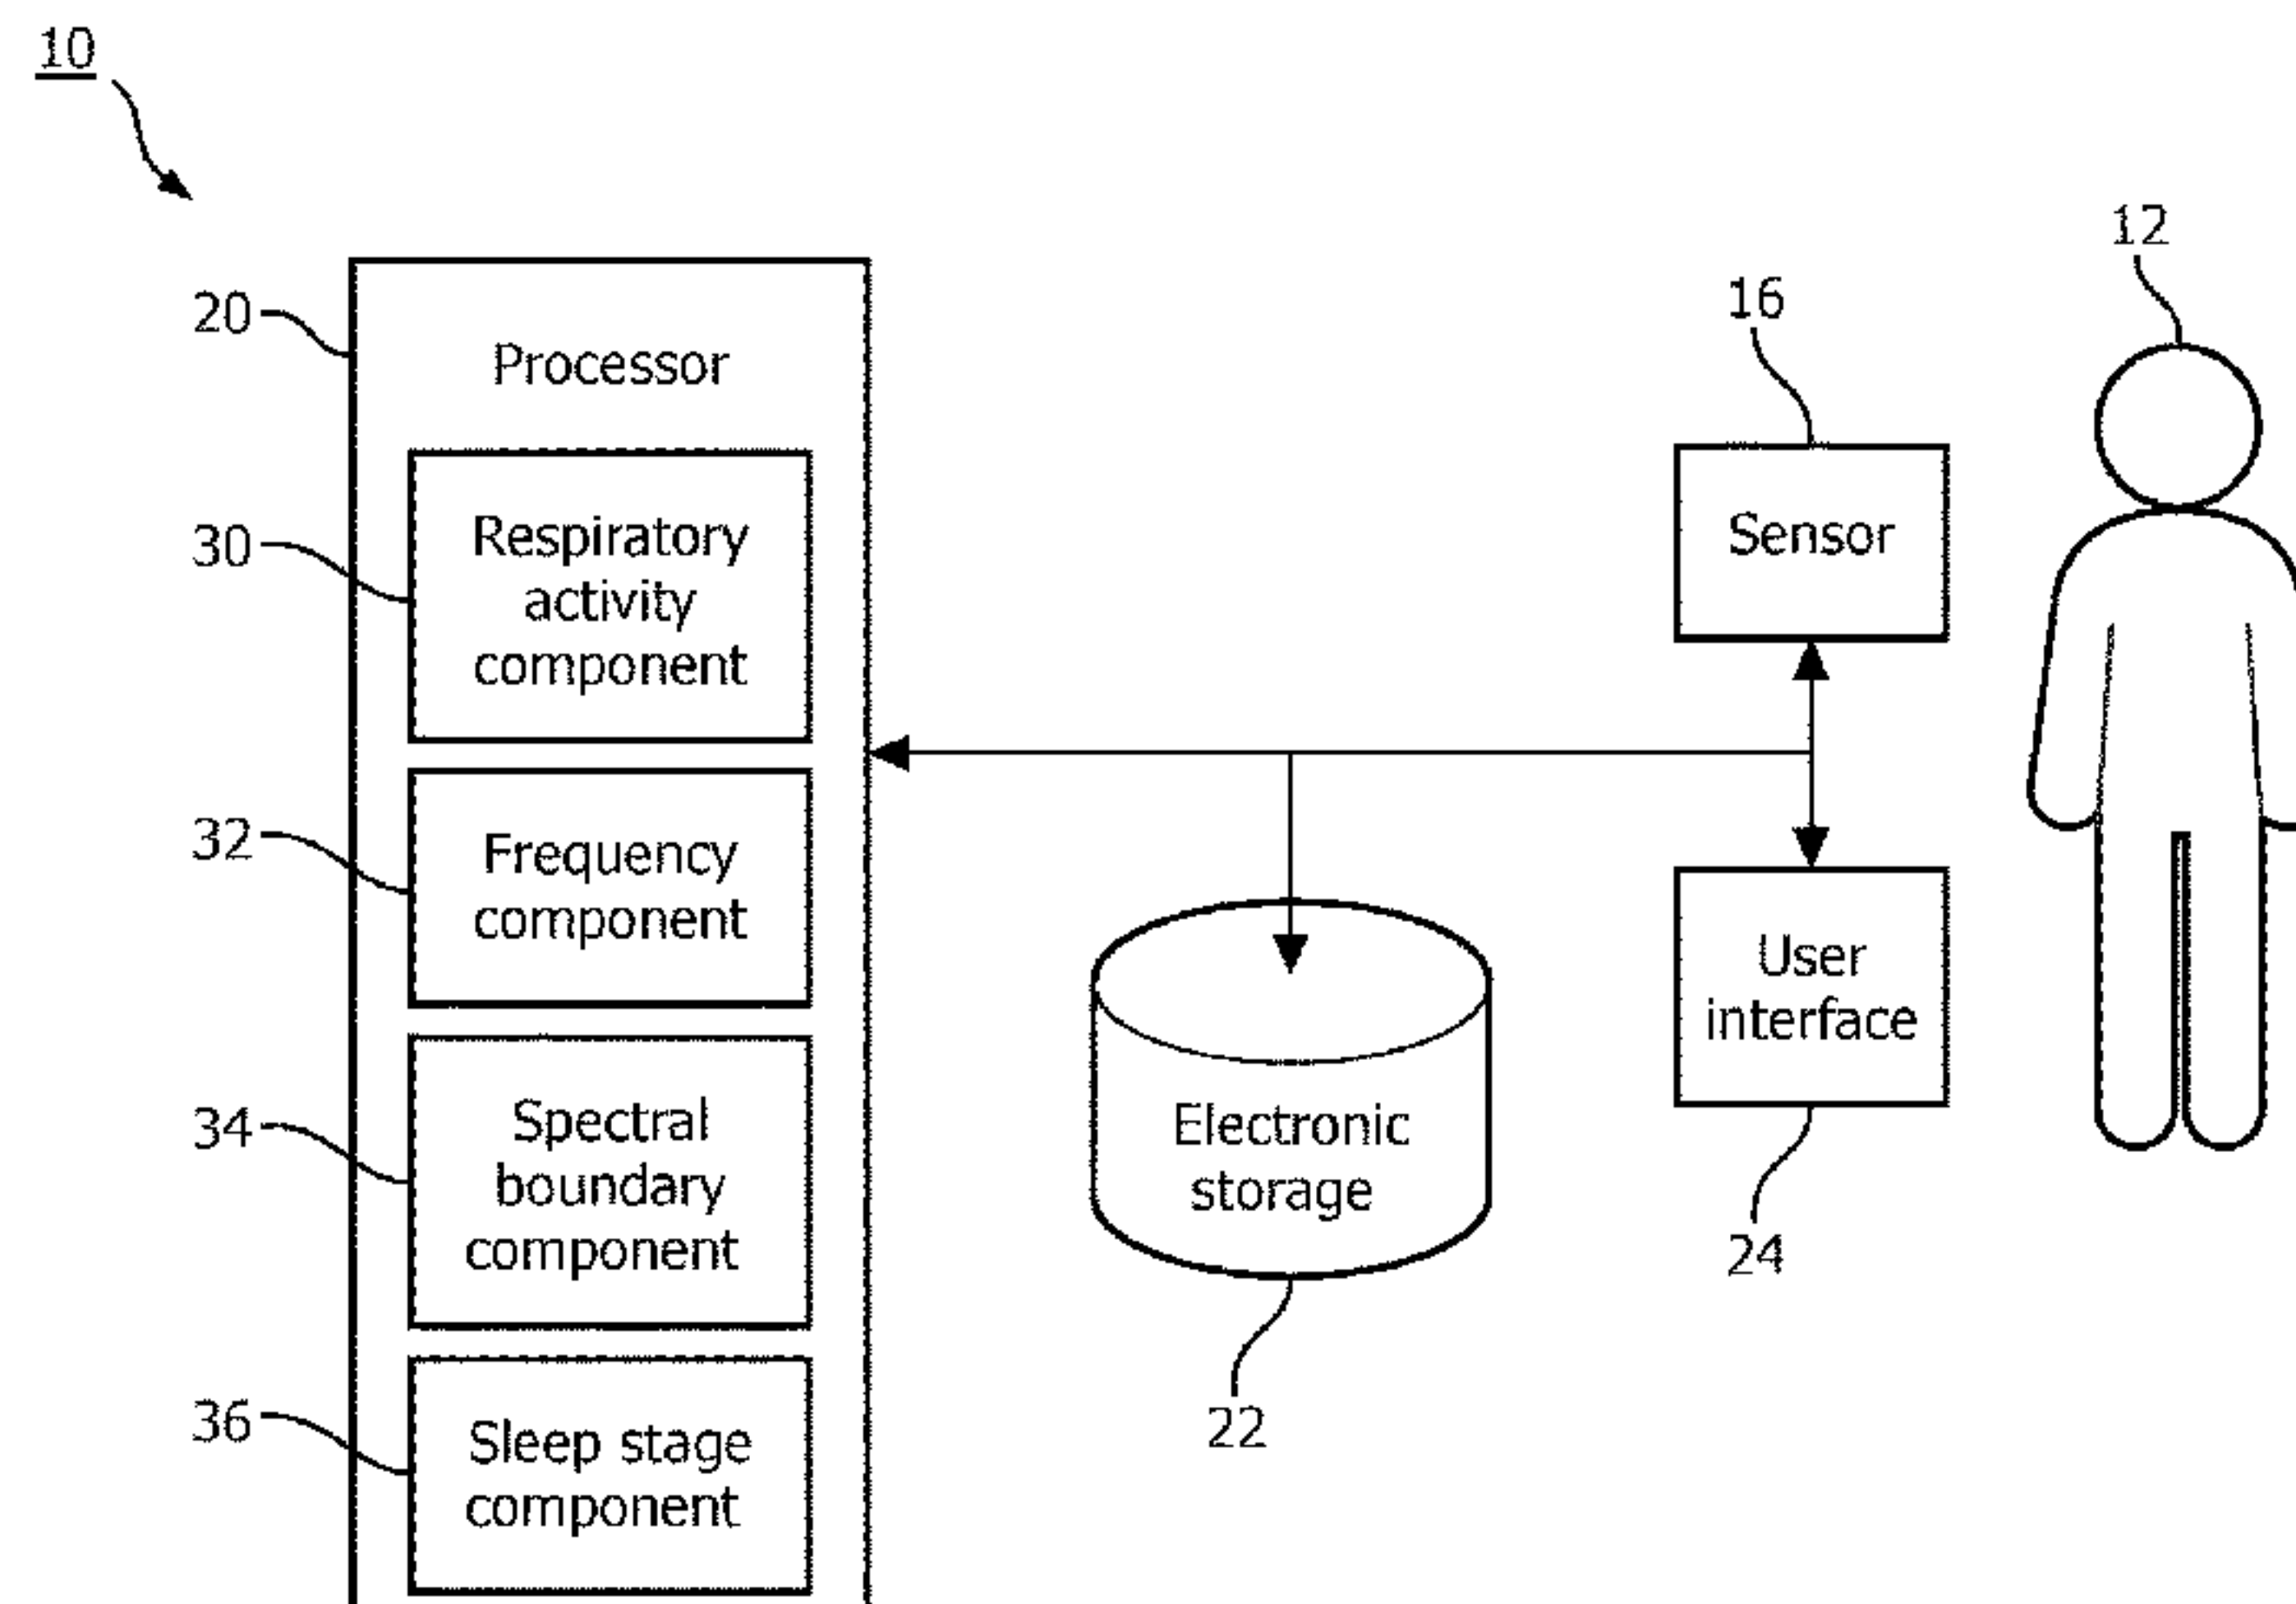 10
12
16
20
Processor
Sensor
30
Respiratory
activity
component
32
Frequency
component
User
interface
24
34
Spectral
boundary
component
Electronic
storage
22
36
Sleep stage
component